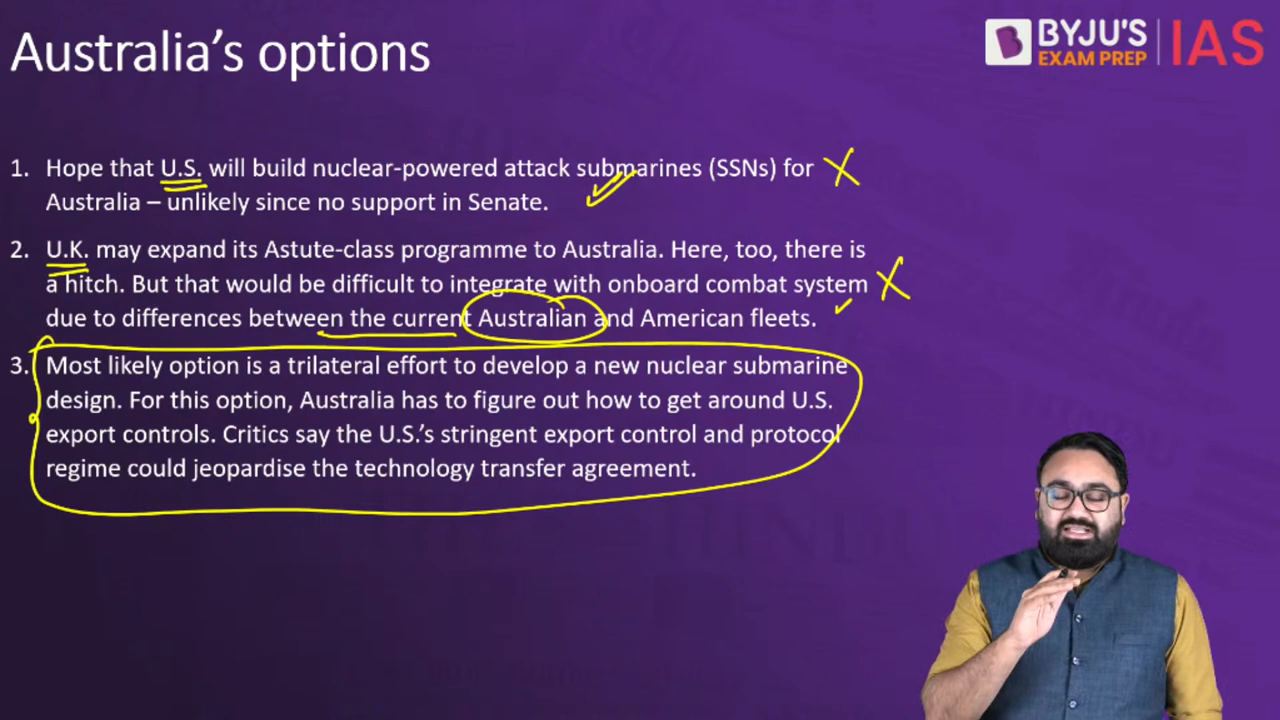 Australia’s options
BYJU'S
EXAM PREP
IAS
1. Hope that U.S. will build nuclear-powered attack submarines (SSNs) for
Australia – unlikely since no support in Senate.
2. U.K. may expand its Astute-class programme to Australia. Here, too, there is
a hitch. But that would be difficult to integrate with onboard combat system
due to differences between the current Australian and American fleets.
3. Most likely option is a trilateral effort to develop a new nuclear submarine
design. For this option, Australia has to figure out how to get around U.S.
export controls. Critics say the U.S.’s stringent export control and protocol
regime could jeopardise the technology transfer agreement.